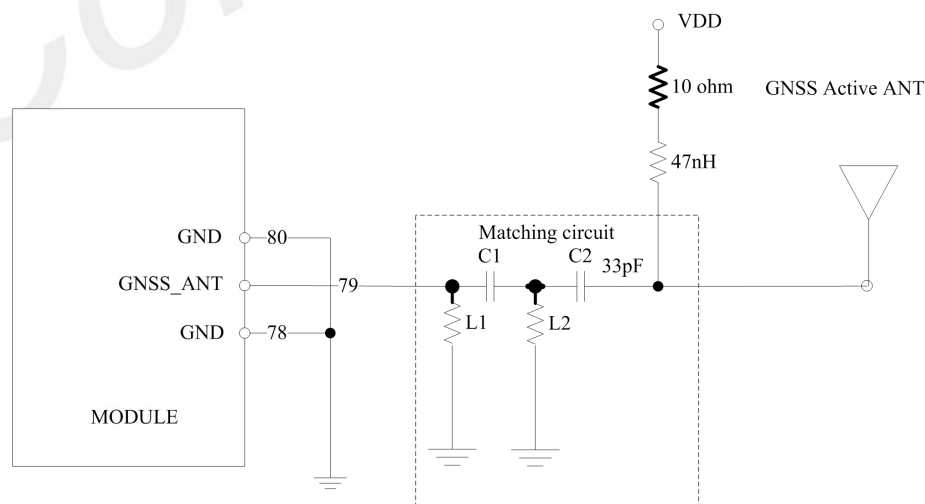 VDD
10 ohm
GNSS Active ANT
47nH
Matching circuit
C1
C2
33pF
GND
80
GNSS_ANT
79
GND
78
L1
L2
MODULE